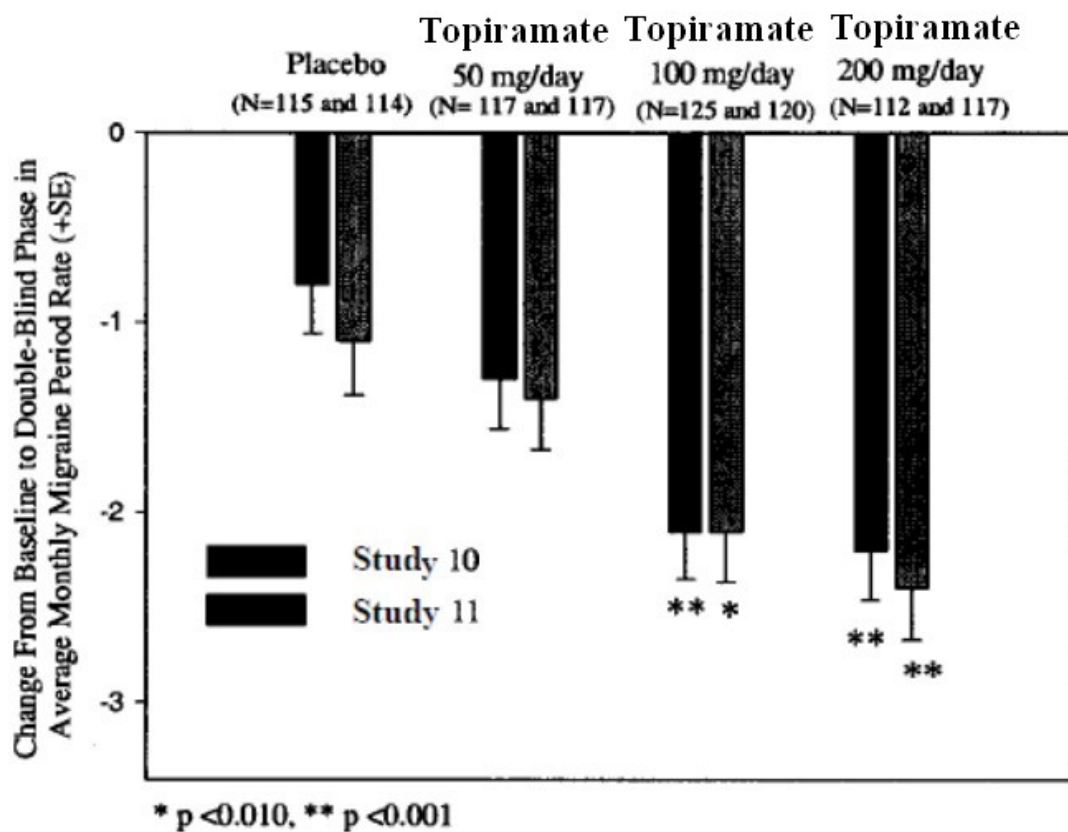 Topiramate Topiramate Topiramate
Placebo 50 mg/day 100 mg/day 200 mg/day
(N=115 and 114) (N= 117 and 117) (N=125 and 120) (N=112 and 117)
Change From Baseline to Double-Blind Phase in
Average Monthly Migraine Period Rate (+SE)
0
-1
-2
-3
Study 10
Study 11
** * ** **
* p <0.010, ** p <0.001